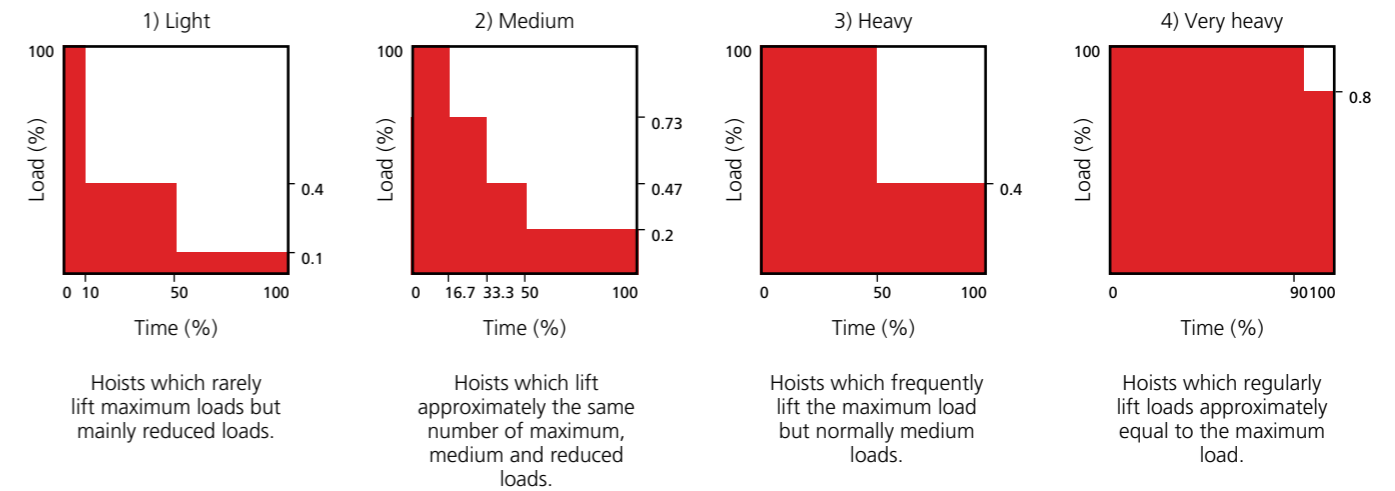 1) Light
100
Load (%)
0.4
0.1
0 10 50 100
Time (%)
Hoists which rarely
lift maximum loads but
mainly reduced loads.
2) Medium
100
Load (%)
0.73
0.47
0.2
0 16.7 33.3 50 100
Time (%)
Hoists which lift
approximately the same
number of maximum,
medium and reduced
loads.
3) Heavy
100
Load (%)
0.4
0 50 100
Time (%)
Hoists which frequently
lift the maximum load
but normally medium
loads.
4) Very heavy
100
Load (%)
0.8
0 90 100
Time (%)
Hoists which regularly
lift loads approximately
equal to the maximum
load.